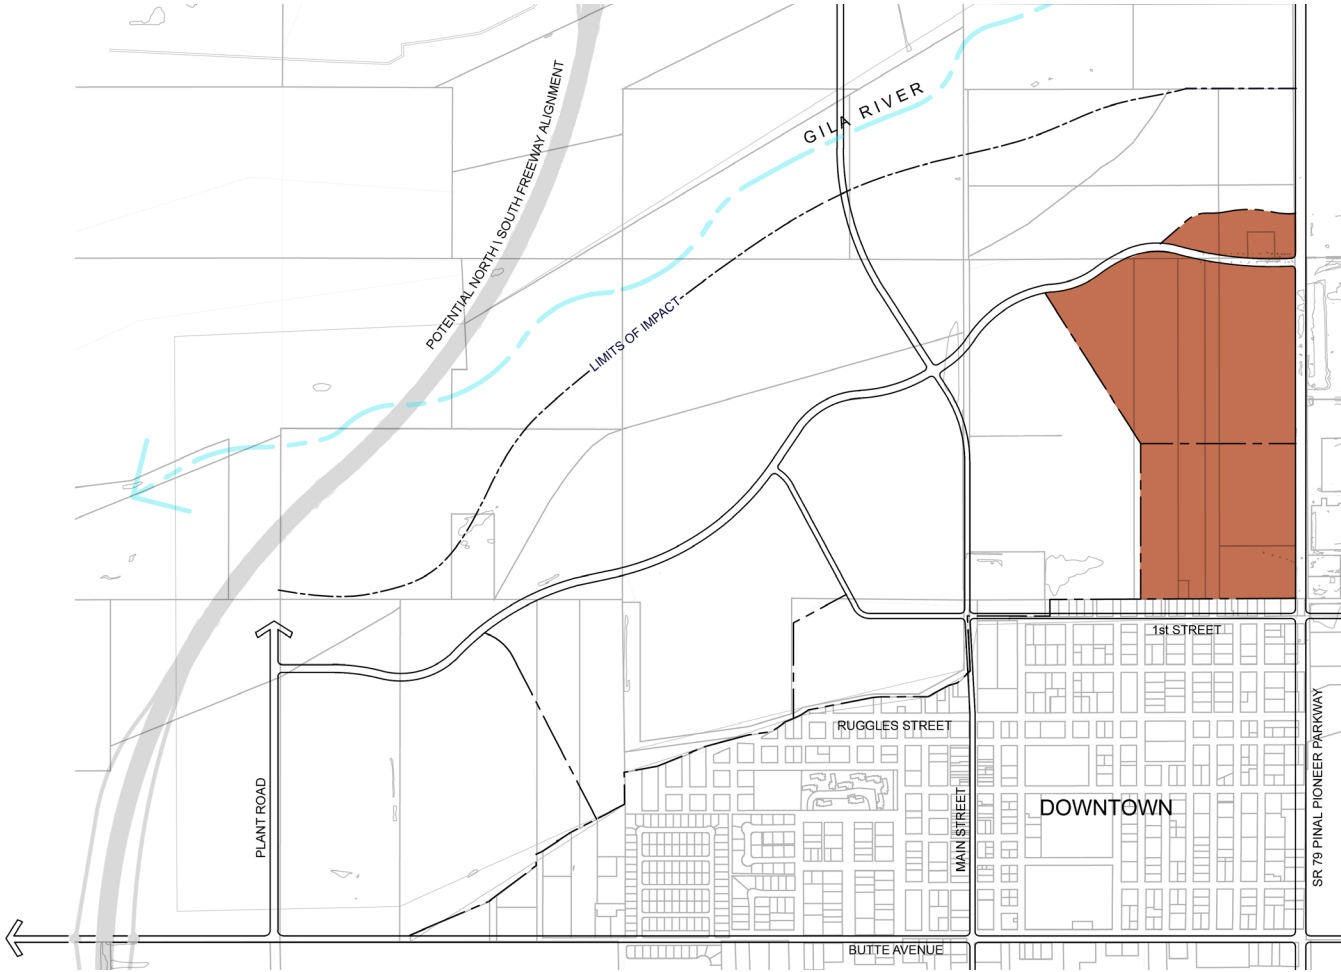 GILA RIVER
POTENTIAL NORTH | SOUTH FREEWAY ALIGNMENT
LIMITS OF IMPACT
1st STREET
RUGGLES STREET
PLANT ROAD
MAIN STREET
DOWNTOWN
SR 79 PINAL PIONEER PARKWAY
BUTTE AVENUE